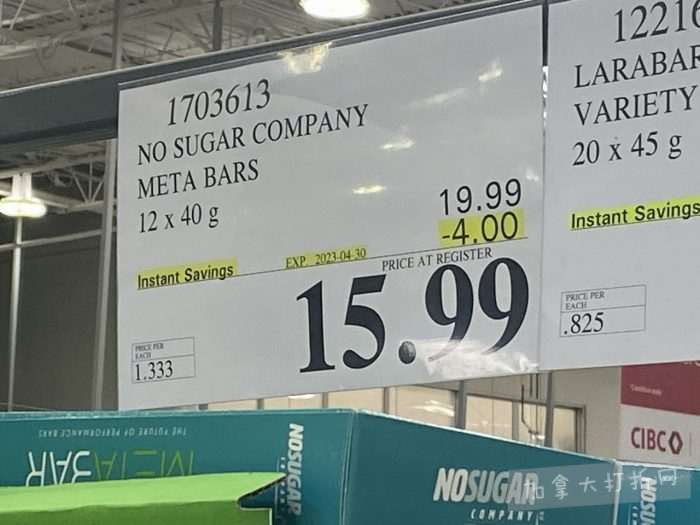 1703613
NO SUGAR COMPANY
META BARS
12 x 40 g
19.99
-4.00
Instant Savings
EXP. 2023-04-30
PRICE AT REGISTER
15.99
PRICE PER
EACH
1.333
12216
LARABAR
VARIETY
20 x 45 g
Instant Savings
PRICE PER
EACH
.825
CIBC
THE FUTURE OF PERFORMANCE BARS
METABAR
NOSUGAR
COMPANY
NOSUGAR
COMPANY
NOSUGAR
加拿大打折网